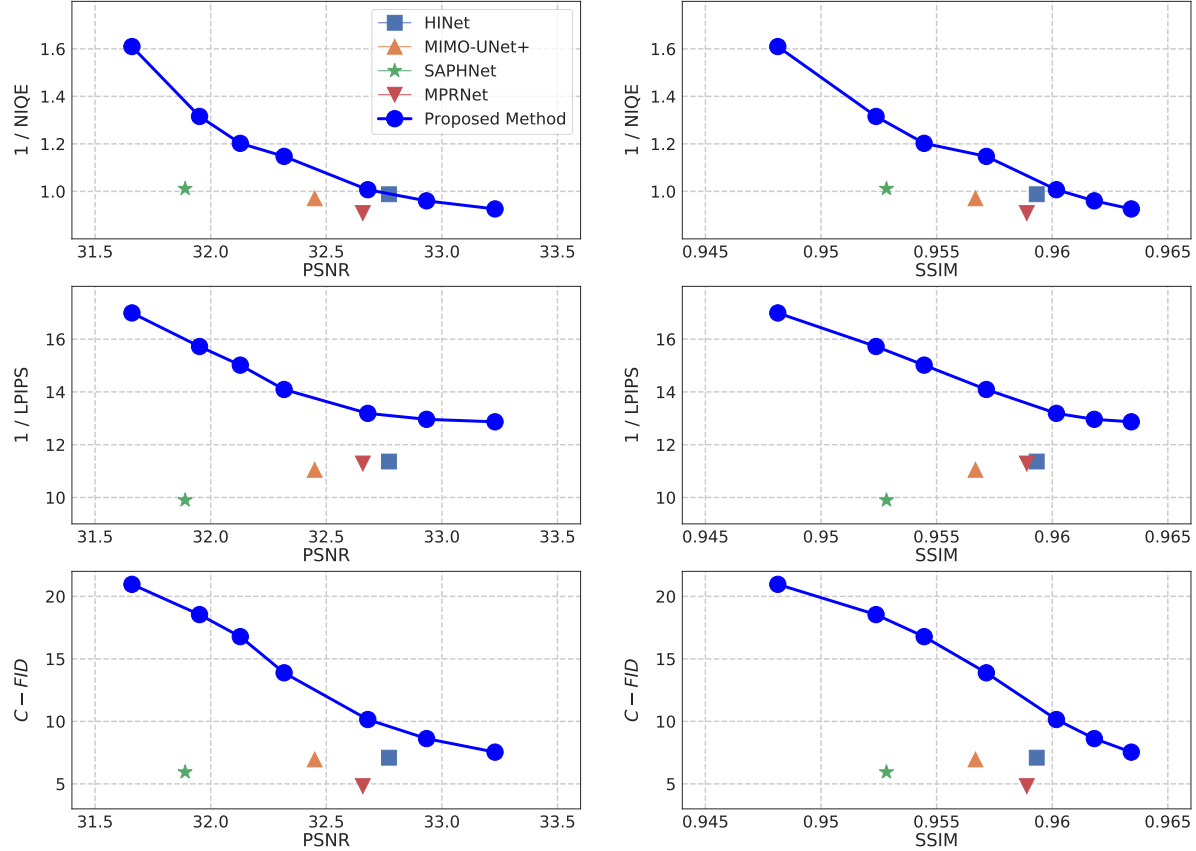 1 / NIQE
1.6
1.4
1.2
1.0
HINet
MIMO-UNet+
SAPHNet
MPRNet
Proposed Method
31.5 32.0 32.5 33.0 33.5
PSNR
1 / NIQE
1.6
1.4
1.2
1.0
0.945 0.95 0.955 0.96 0.965
SSIM
1 / LPIPS
16
14
12
10
31.5 32.0 32.5 33.0 33.5
PSNR
1 / LPIPS
16
14
12
10
0.945 0.95 0.955 0.96 0.965
SSIM
C − FID
20
15
10
5
31.5 32.0 32.5 33.0 33.5
PSNR
C − FID
20
15
10
5
0.945 0.95 0.955 0.96 0.965
SSIM